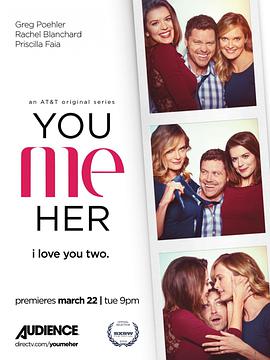 Greg Poehler
Rachel Blanchard
Priscilla Faia
an AT&T original series
YOU
me
HER
i love you two.
premieres march 22 | tue 9pm
AUDIENCE
directv.com/youmeher
SXSW